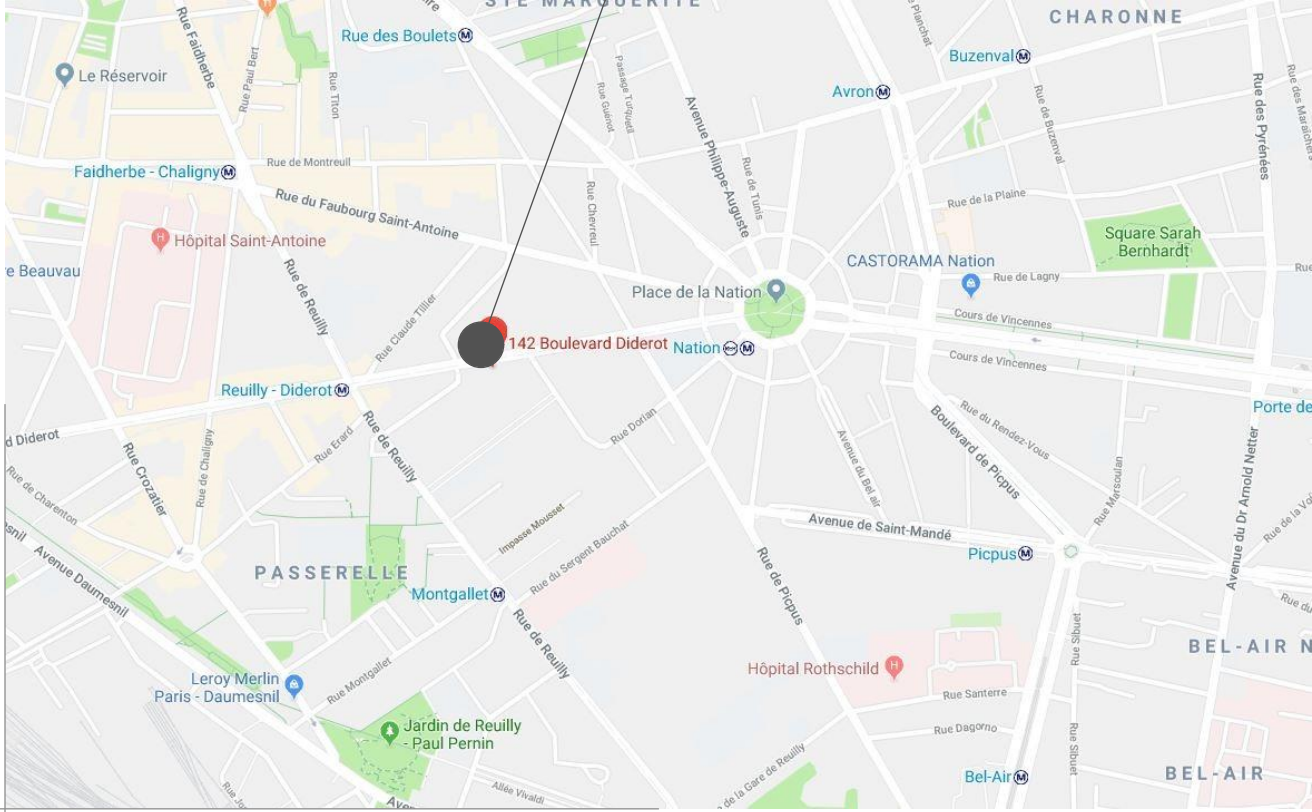 STE MARGUERITE
CHARONNE
Rue des Boulets
Buzenval
Rue Faidherbe
Le Réservoir
Rue Paul Bert
Rue Titon
Passage Turquetil
Rue Guénot
Avron
Rue de Buzenval
Rue des Pyrénées
Avenue Philippe-Auguste
Rue de Montreuil
Faidherbe - Chaligny
Rue de Tunis
Rue du Faubourg Saint-Antoine
Rue Chevreul
Rue de la Plaine
Hôpital Saint-Antoine
Square Sarah
Bernhardt
CASTORAMA Nation
Rue de Lagny
Rue
Beauvau
Rue de Reuilly
Place de la Nation
Rue Claude Tillier
Cours de Vincennes
142 Boulevard Diderot
Nation
Cours de Vincennes
Reuilly - Diderot
Porte de
Diderot
Rue Erard
Rue de Reuilly
Rue Dorian
Rue du Rendez-Vous
Boulevard de Picpus
Avenue du Bel air
Rue Crozatier
Rue de Chaligny
Rue de Charenton
Rue Marsoulan
Avenue du Dr Arnold Netter
Impasse Mousset
Avenue de Saint-Mandé
Rue du Sergent Bauchat
Picpus
Avenue Daumesnil
PASSERELLE
Montgallet
Rue de Picpus
Rue de Reuilly
Rue Sibuet
BEL-AIR N
Hôpital Rothschild
Leroy Merlin
Paris - Daumesnil
Rue Montgallet
Rue Santerre
Jardin de Reuilly
- Paul Pernin
Rue Dagorno
Rue Sibuet
de la Gare de Reuilly
Bel-Air
BEL-AIR
Allée Vivaldi